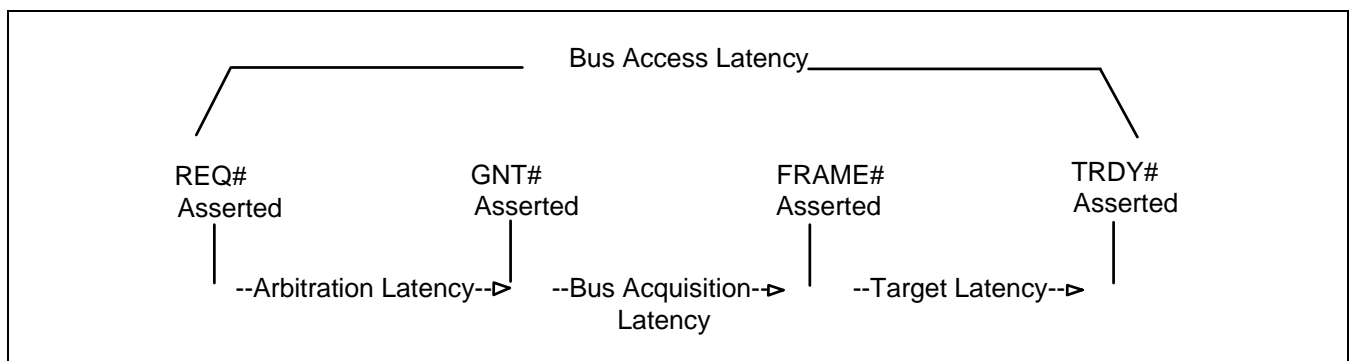 Bus Access Latency
REQ#
Asserted
GNT#
Asserted
FRAME#
Asserted
TRDY#
Asserted
--Arbitration Latency--
--Bus Acquisition--
Latency
--Target Latency--